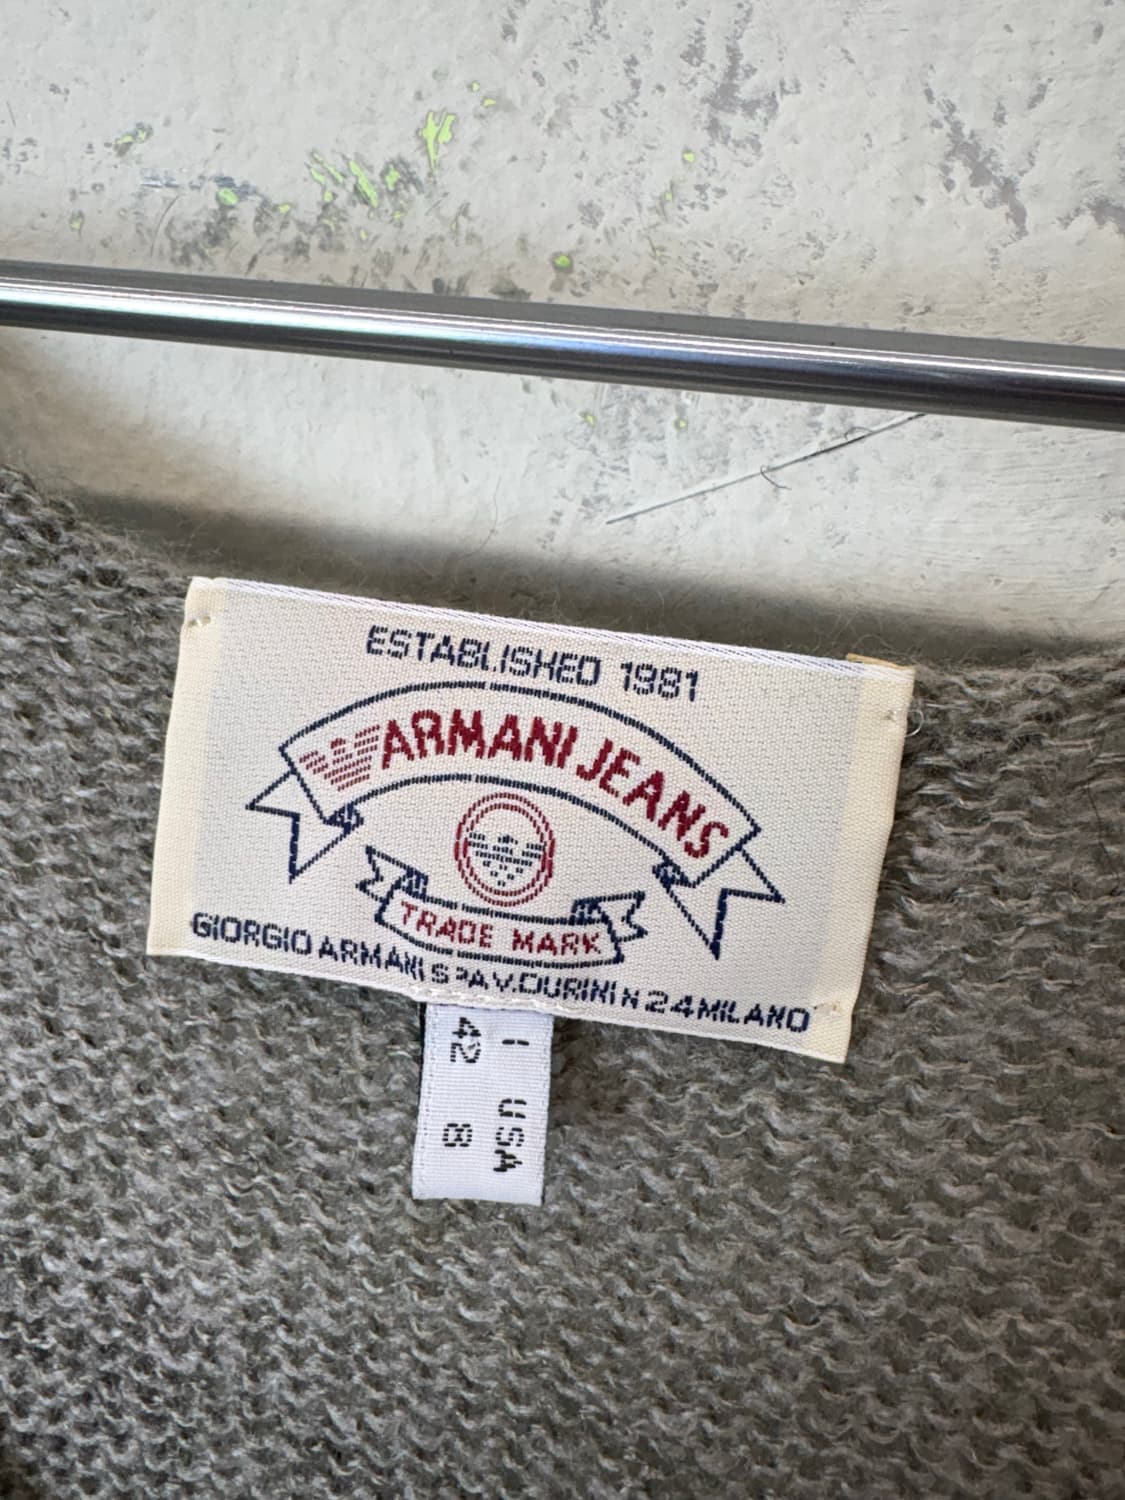 ESTABLISHED 1981
ARMANI JEANS
TRADE MARK
GIORGIO ARMANI S.P.A V.DURINI N 24 MILANO
I USA
42 8